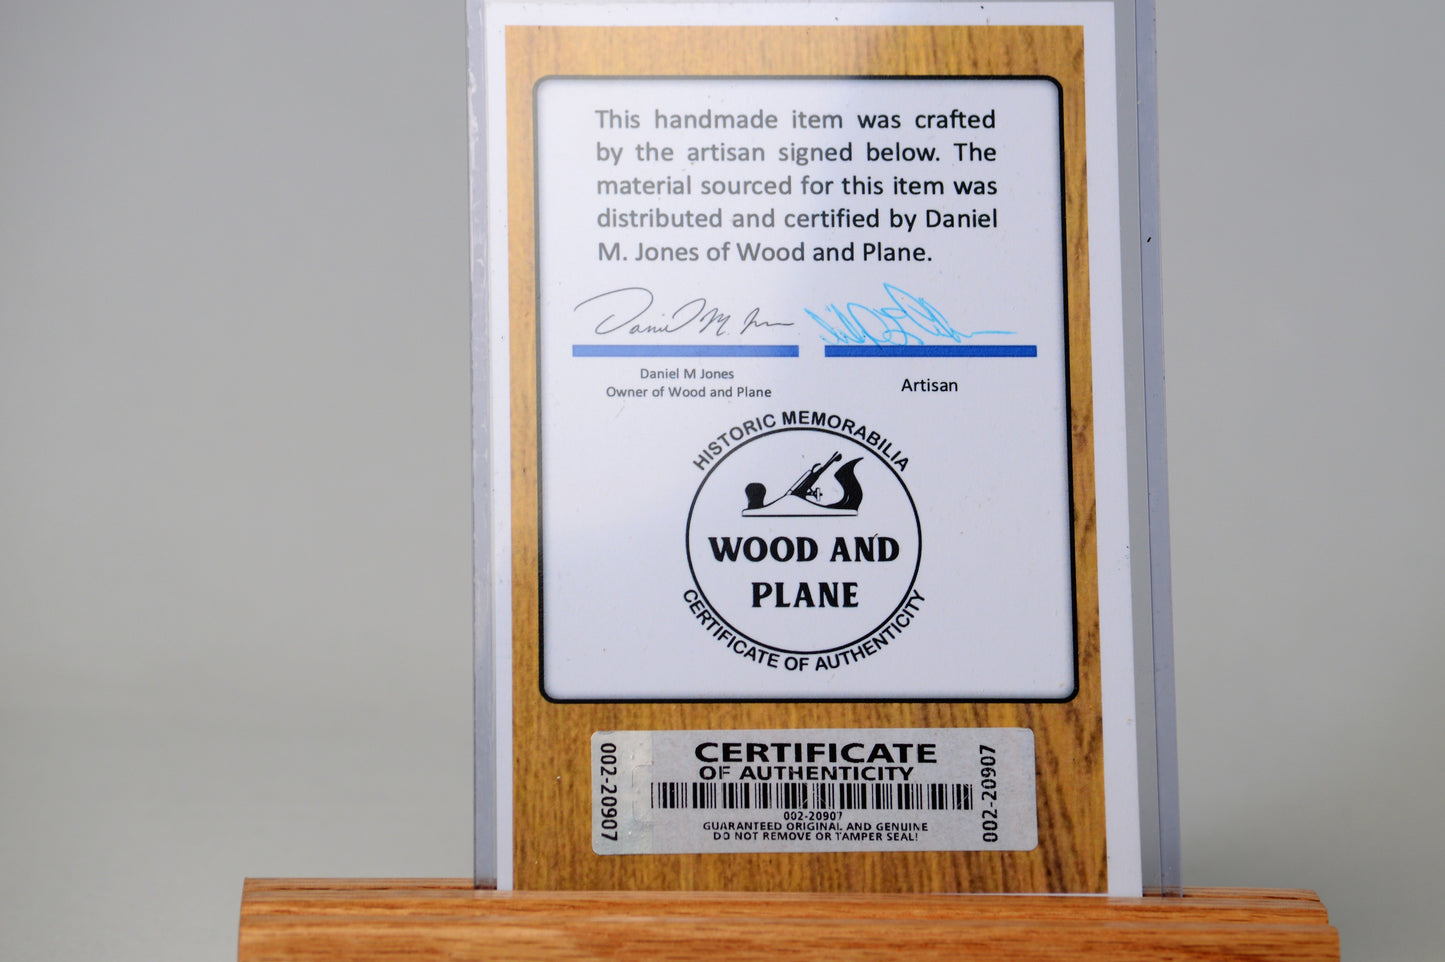 This handmade item was crafted
by the artisan signed below. The
material sourced for this item was
distributed and certified by Daniel
M. Jones of Wood and Plane.
Daniel M. Jones
Daniel M Jones
Owner of Wood and Plane
Artisan
HISTORIC MEMORABILIA
WOOD AND
PLANE
CERTIFICATE OF AUTHENTICITY
002-20907
CERTIFICATE
OF AUTHENTICITY
002-20907
GUARANTEED ORIGINAL AND GENUINE
DO NOT REMOVE OR TAMPER SEAL!
002-20907